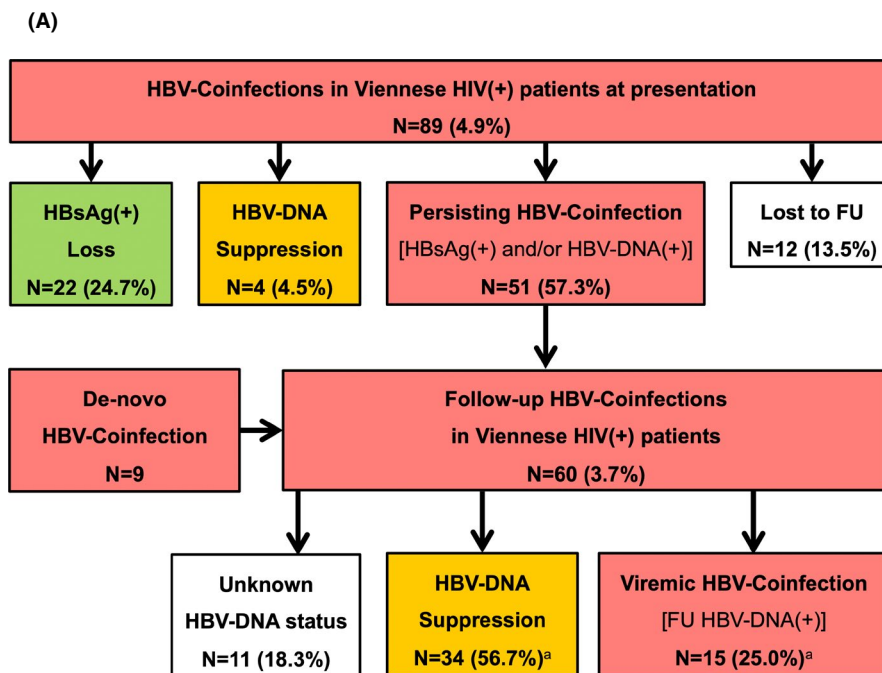 (A)
HBV-Coinfections in Viennese HIV(+) patients at presentation
N=89 (4.9%)
HBsAg(+)
Loss
N=22 (24.7%)
HBV-DNA
Suppression
N=4 (4.5%)
Persisting HBV-Coinfection
[HBsAg(+) and/or HBV-DNA(+)]
N=51 (57.3%)
Lost to FU
N=12 (13.5%)
De-novo
HBV-Coinfection
N=9
Follow-up HBV-Coinfections
in Viennese HIV(+) patients
N=60 (3.7%)
Unknown
HBV-DNA status
N=11 (18.3%)
HBV-DNA
Suppression
N=34 (56.7%)ᵃ
Viremic HBV-Coinfection
[FU HBV-DNA(+)]
N=15 (25.0%)ᵃ